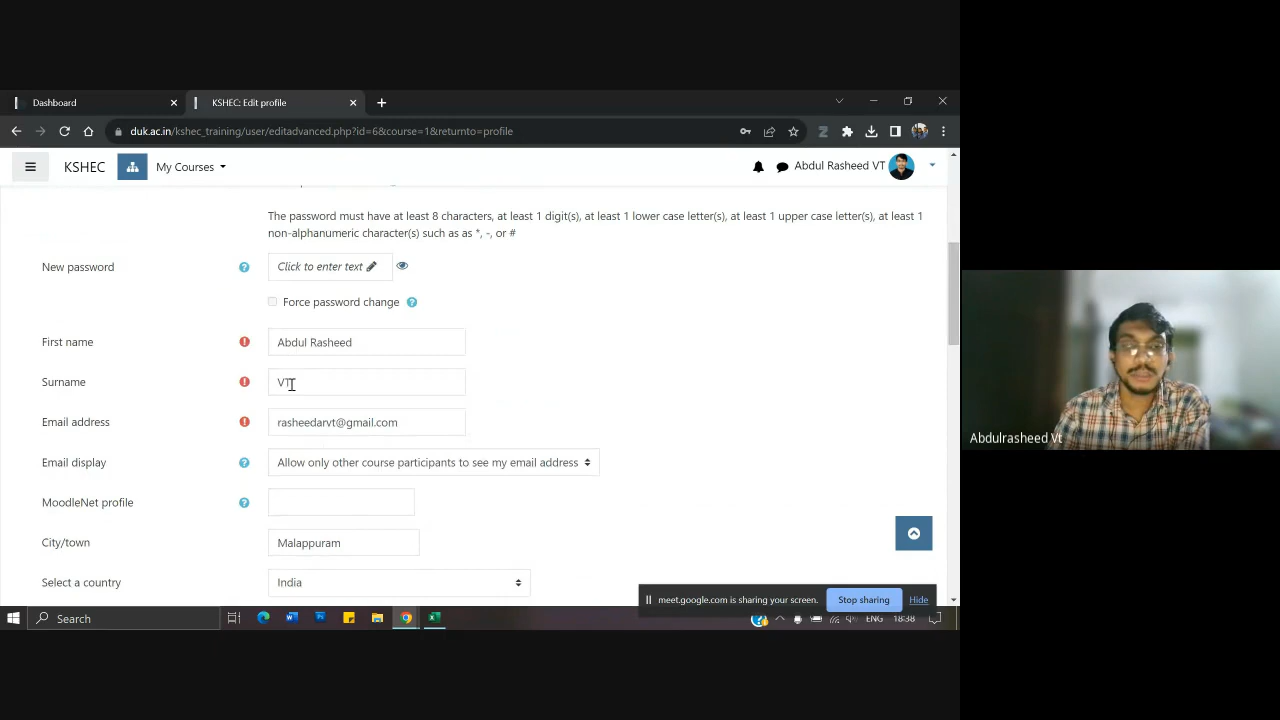 Dashboard
KSHEC: Edit profile
duk.ac.in/kshec_training/user/editadvanced.php?id=6&course=1&returnto=profile
KSHEC
My Courses
Abdul Rasheed VT
The password must have at least 8 characters, at least 1 digit(s), at least 1 lower case letter(s), at least 1 upper case letter(s), at least 1
non-alphanumeric character(s) such as as *, -, or #
New password
Click to enter text
Force password change
First name
Abdul Rasheed
Surname
VT
Email address
rasheedarvt@gmail.com
Email display
Allow only other course participants to see my email address
MoodleNet profile
City/town
Malappuram
Select a country
India
meet.google.com is sharing your screen.
Stop sharing
Hide
Search
ENG
18:38
Abdulrasheed Vt